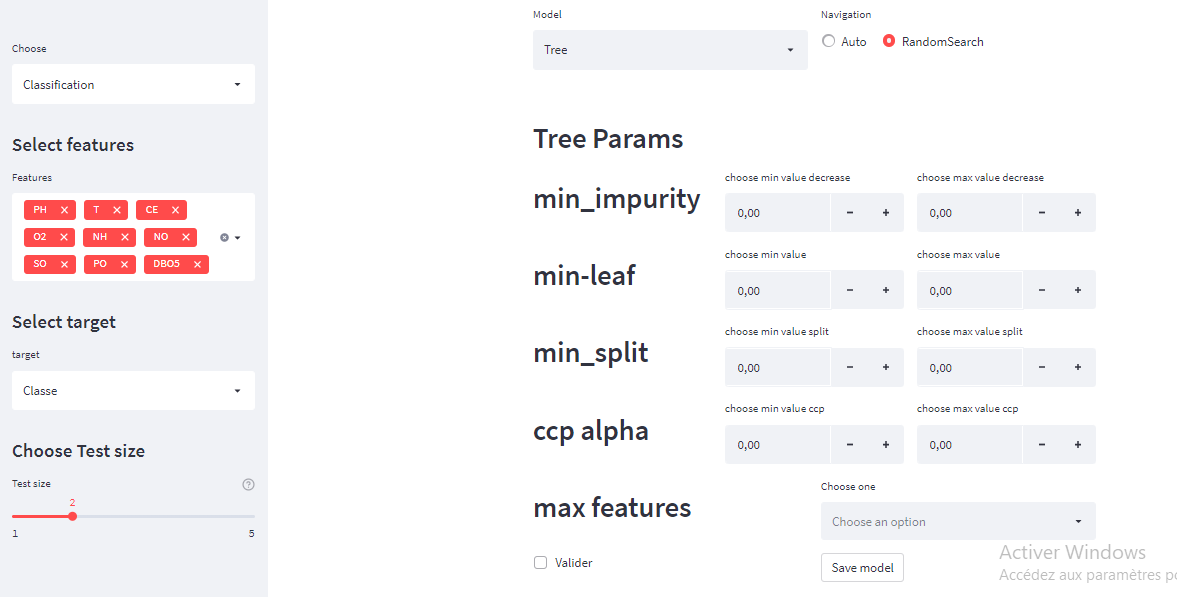 Choose
Classification
Select features
Features
PH
T
CE
O2
NH
NO
SO
PO
DBO5
Select target
target
Classe
Choose Test size
Test size
2
1
5
Model
Tree
Navigation
Auto
RandomSearch
Tree Params
min_impurity
choose min value decrease
0,00
choose max value decrease
0,00
min-leaf
choose min value
0,00
choose max value
0,00
min_split
choose min value split
0,00
choose max value split
0,00
ccp alpha
choose min value ccp
0,00
choose max value ccp
0,00
max features
Choose one
Choose an option
Valider
Save model
Activer Windows
Accédez aux paramètres